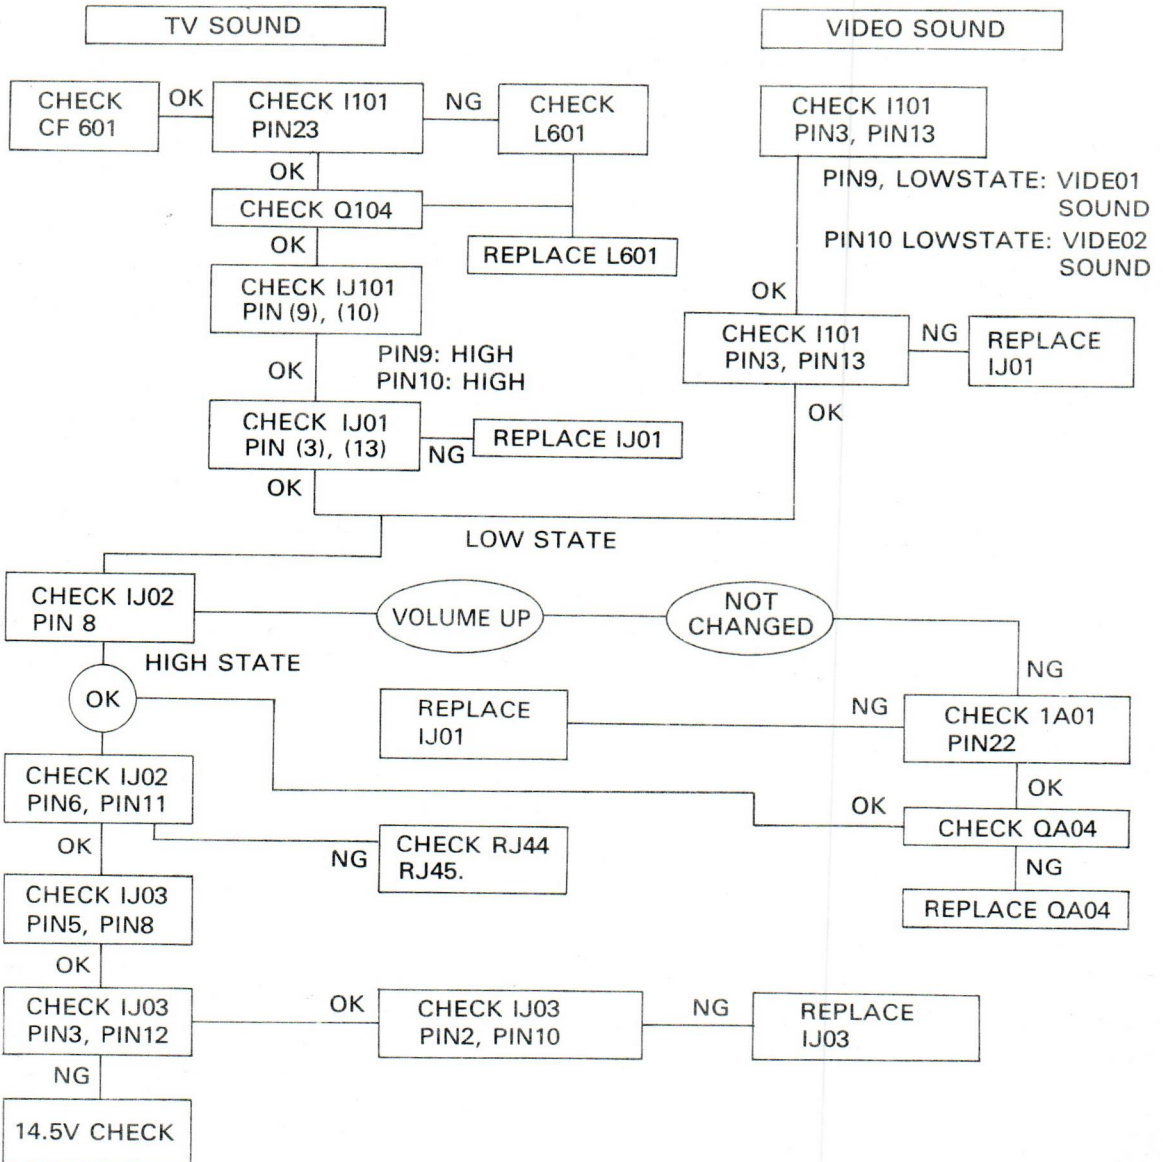 TV SOUND
VIDEO SOUND
CHECK
CF 601
OK
CHECK I101
PIN23
NG
CHECK
L601
OK
CHECK Q104
OK
REPLACE L601
CHECK IJ101
PIN (9), (10)
OK
PIN9: HIGH
PIN10: HIGH
CHECK IJ01
PIN (3), (13)
NG
REPLACE IJ01
OK
CHECK I101
PIN3, PIN13
PIN9, LOWSTATE: VIDE01
SOUND
PIN10 LOWSTATE: VIDE02
SOUND
OK
CHECK I101
PIN3, PIN13
NG
REPLACE
IJ01
OK
LOW STATE
CHECK IJ02
PIN 8
VOLUME UP
NOT
CHANGED
NG
HIGH STATE
OK
REPLACE
IJ01
NG
CHECK 1A01
PIN22
OK
OK
CHECK QA04
NG
REPLACE QA04
CHECK IJ02
PIN6, PIN11
OK
NG
CHECK RJ44
RJ45.
CHECK IJ03
PIN5, PIN8
OK
CHECK IJ03
PIN3, PIN12
OK
CHECK IJ03
PIN2, PIN10
NG
REPLACE
IJ03
NG
14.5V CHECK